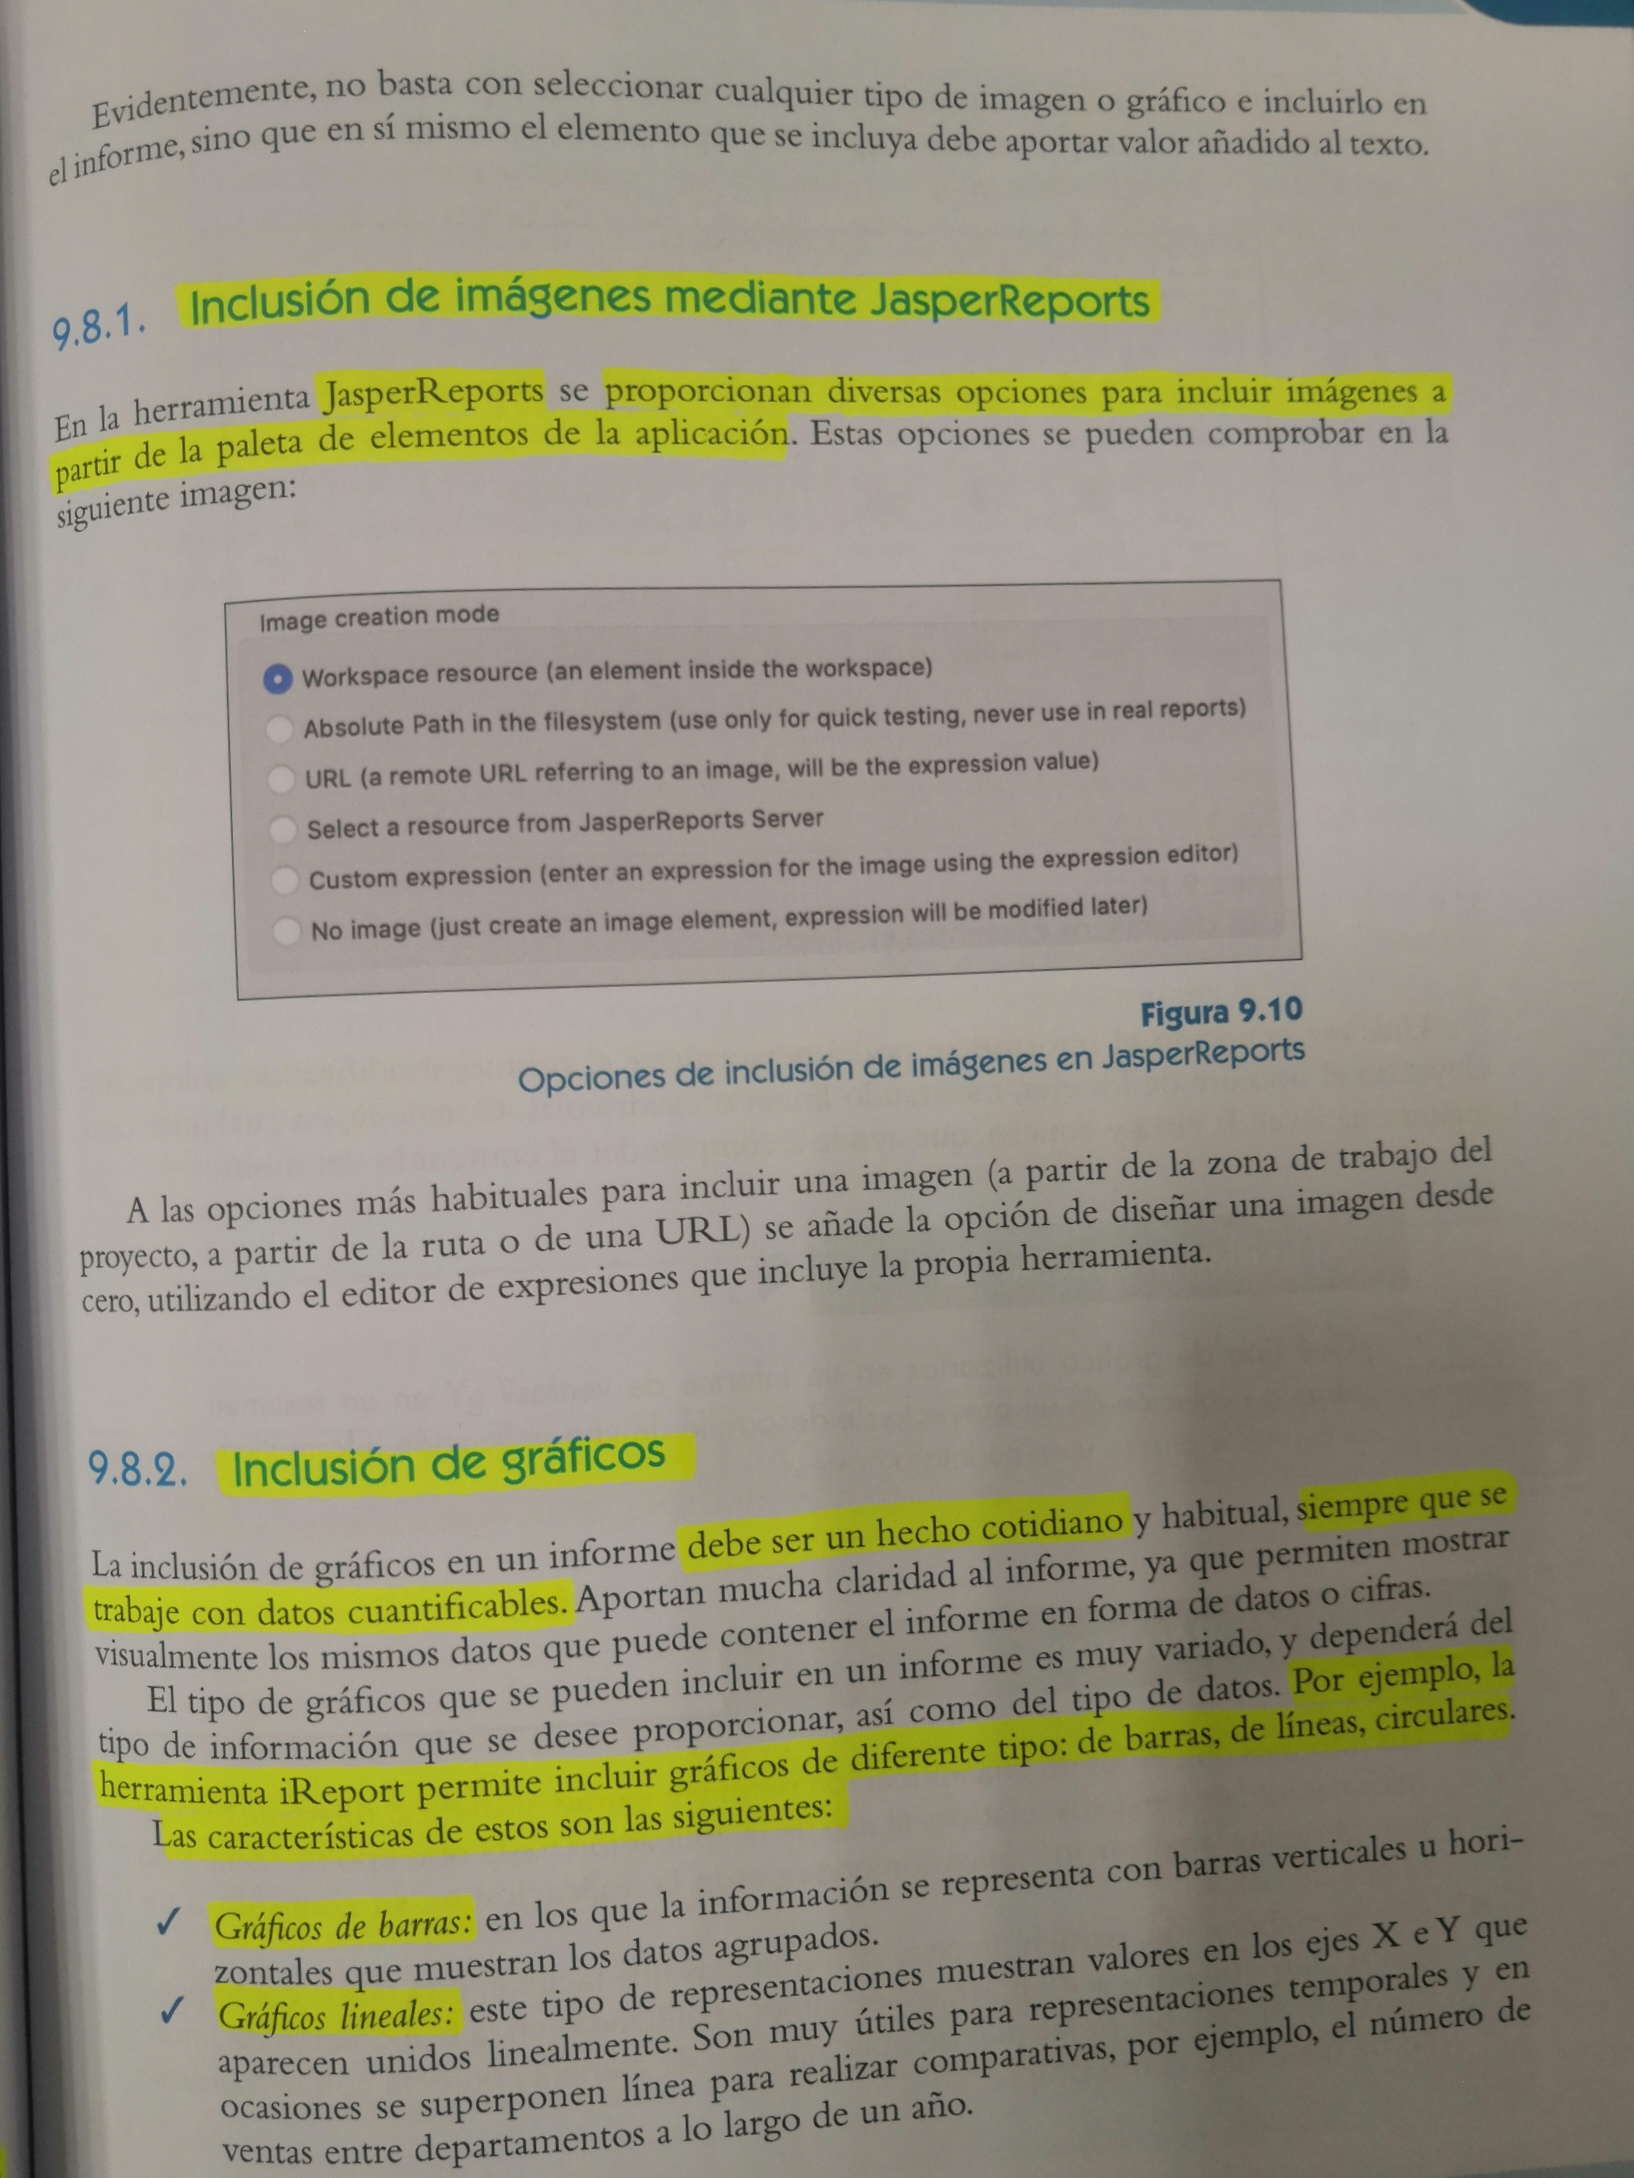 Evidentemente, no basta con seleccionar cualquier tipo de imagen o gráfico e incluirlo en
el informe, sino que en sí mismo el elemento que se incluya debe aportar valor añadido al texto.
9.8.1. Inclusión de imágenes mediante JasperReports
En la herramienta JasperReports se proporcionan diversas opciones para incluir imágenes a
partir de la paleta de elementos de la aplicación. Estas opciones se pueden comprobar en la
siguiente imagen:
Image creation mode
Workspace resource (an element inside the workspace)
Absolute Path in the filesystem (use only for quick testing, never use in real reports)
URL (a remote URL referring to an image, will be the expression value)
Select a resource from JasperReports Server
Custom expression (enter an expression for the image using the expression editor)
No image (just create an image element, expression will be modified later)
Figura 9.10
Opciones de inclusión de imágenes en JasperReports
A las opciones más habituales para incluir una imagen (a partir de la zona de trabajo del
proyecto, a partir de la ruta o de una URL) se añade la opción de diseñar una imagen desde
cero, utilizando el editor de expresiones que incluye la propia herramienta.
9.8.2. Inclusión de gráficos
La inclusión de gráficos en un informe debe ser un hecho cotidiano y habitual, siempre que se
trabaje con datos cuantificables. Aportan mucha claridad al informe, ya que permiten mostrar
visualmente los mismos datos que puede contener el informe en forma de datos o cifras.
El tipo de gráficos que se pueden incluir en un informe es muy variado, y dependerá del
tipo de información que se desee proporcionar, así como del tipo de datos. Por ejemplo, la
herramienta iReport permite incluir gráficos de diferente tipo: de barras, de líneas, circulares.
Las características de estos son las siguientes:
✓ Gráficos de barras: en los que la información se representa con barras verticales u hori-
zontales que muestran los datos agrupados.
✓ Gráficos lineales: este tipo de representaciones muestran valores en los ejes X e Y que
aparecen unidos linealmente. Son muy útiles para representaciones temporales y en
ocasiones se superponen línea para realizar comparativas, por ejemplo, el número de
ventas entre departamentos a lo largo de un año.